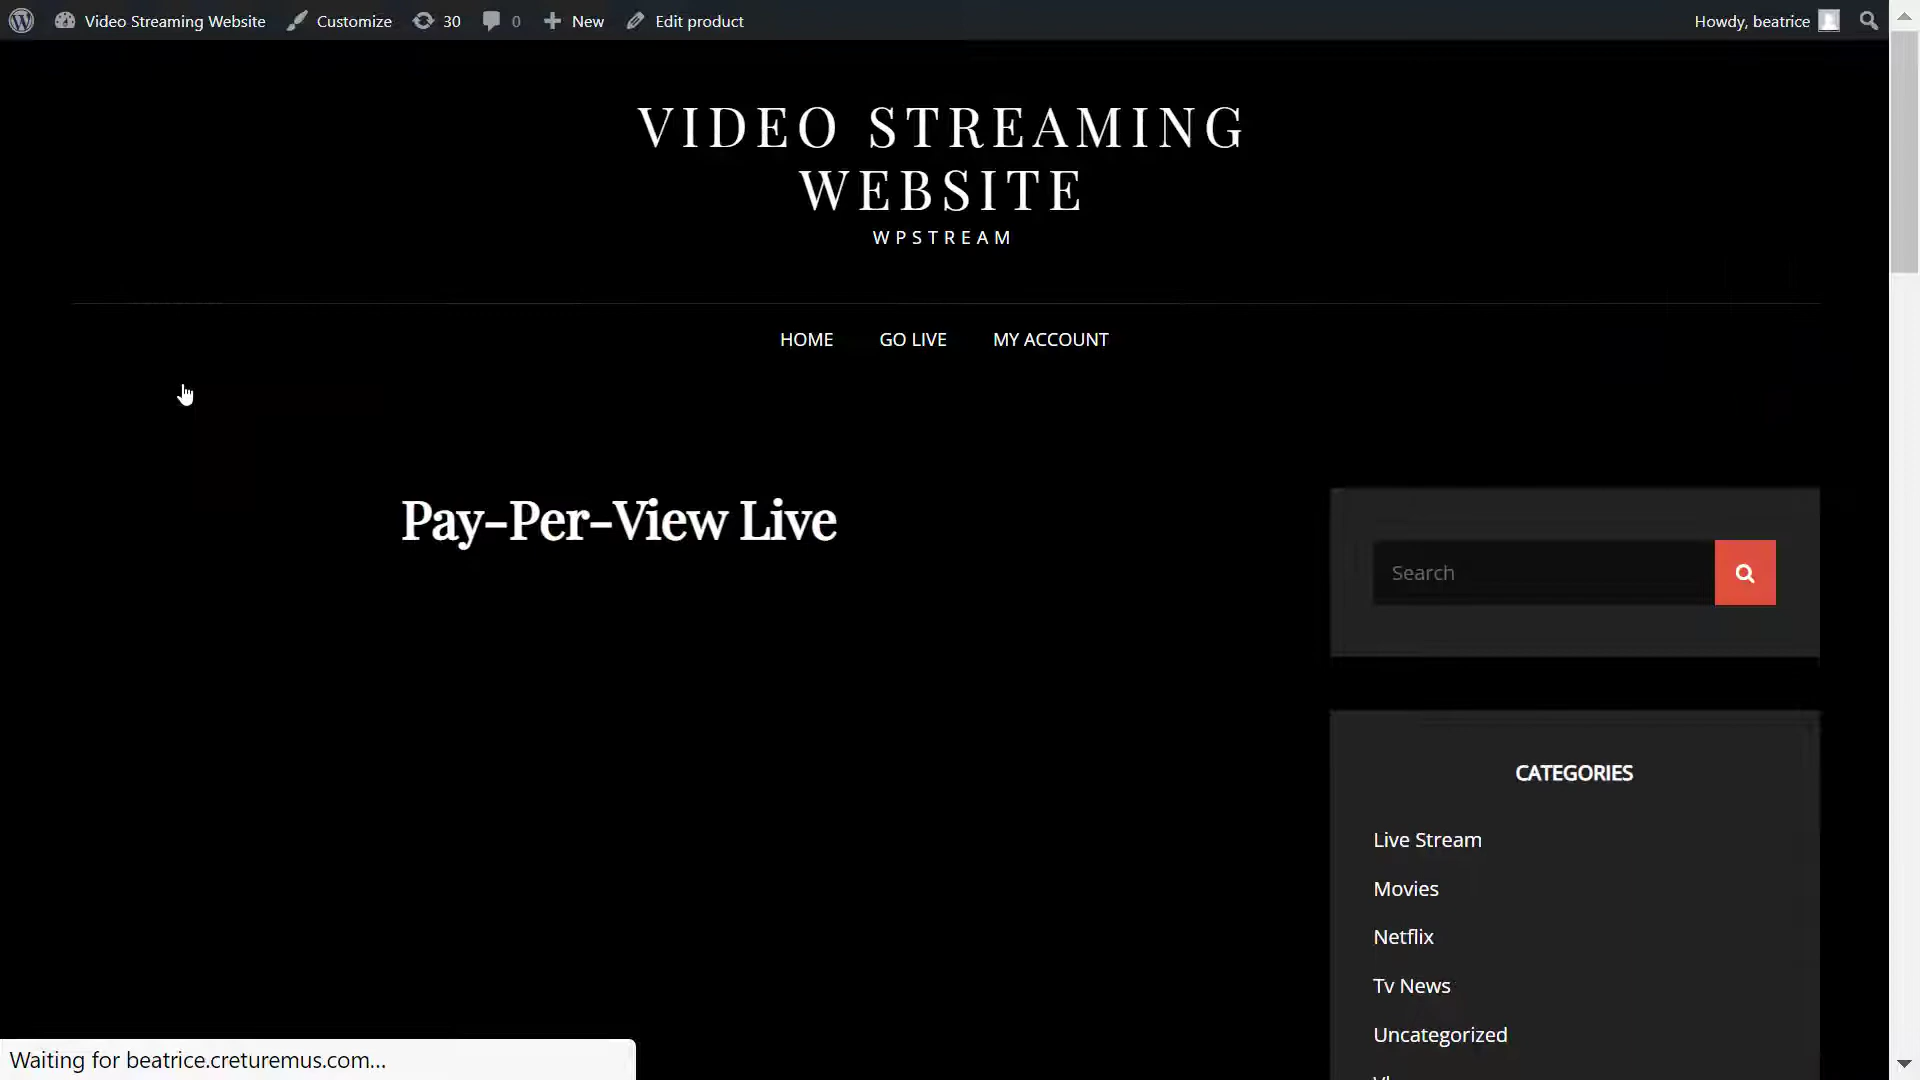 Video Streaming Website Customize 30 0 New Edit product Howdy, beatrice
VIDEO STREAMING
WEBSITE
WPSTREAM
HOME GO LIVE MY ACCOUNT
Pay-Per-View Live
Search
CATEGORIES
Live Stream
Movies
Netflix
Tv News
Uncategorized
Waiting for beatrice.creturemus.com...